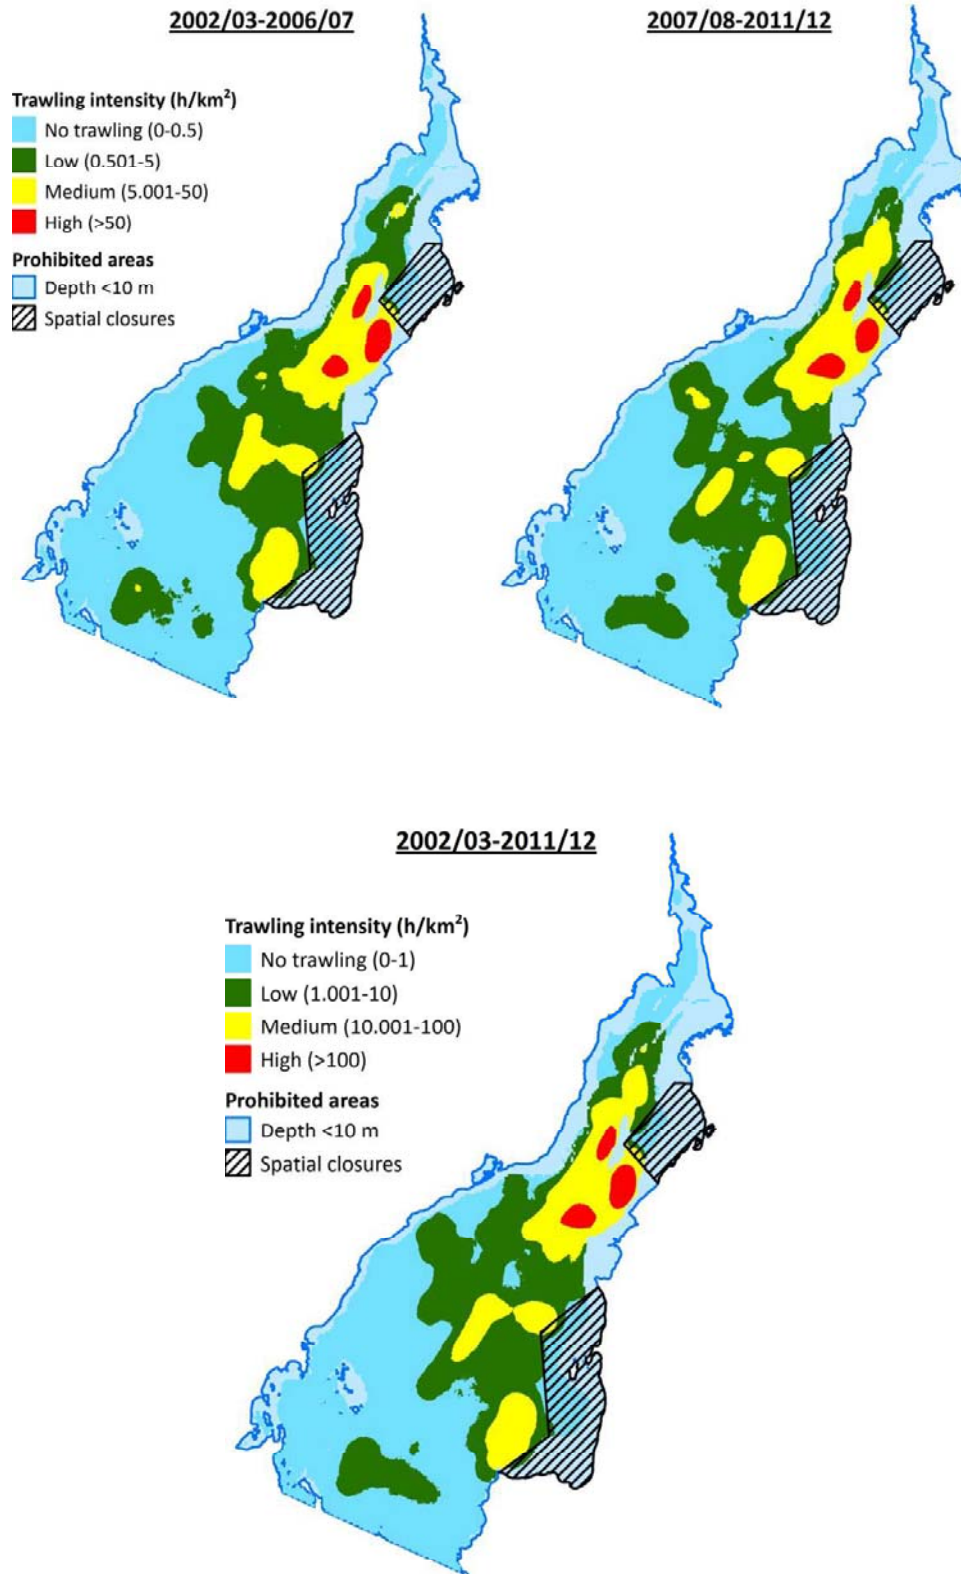 2002/03-2006/07
2007/08-2011/12
Trawling intensity (h/km²)
No trawling (0-0.5)
Low (0.501-5)
Medium (5.001-50)
High (>50)
Prohibited areas
Depth <10 m
Spatial closures
2002/03-2011/12
Trawling intensity (h/km²)
No trawling (0-1)
Low (1.001-10)
Medium (10.001-100)
High (>100)
Prohibited areas
Depth <10 m
Spatial closures